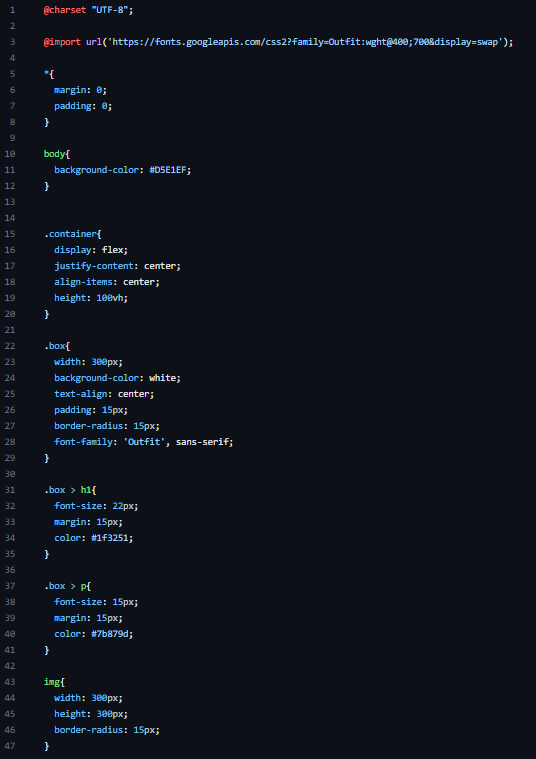 1 @charset "UTF-8";
2
3 @import url('https://fonts.googleapis.com/css2?family=Outfit:wght@400;700&display=swap');
4
5 *{
6 margin: 0;
7 padding: 0;
8 }
9
10 body{
11 background-color: #D5E1EF;
12 }
13
14
15 .container{
16 display: flex;
17 justify-content: center;
18 align-items: center;
19 height: 100vh;
20 }
21
22 .box{
23 width: 300px;
24 background-color: white;
25 text-align: center;
26 padding: 15px;
27 border-radius: 15px;
28 font-family: 'Outfit', sans-serif;
29 }
30
31 .box > h1{
32 font-size: 22px;
33 margin: 15px;
34 color: #1f3251;
35 }
36
37 .box > p{
38 font-size: 15px;
39 margin: 15px;
40 color: #7b879d;
41 }
42
43 img{
44 width: 300px;
45 height: 300px;
46 border-radius: 15px;
47 }